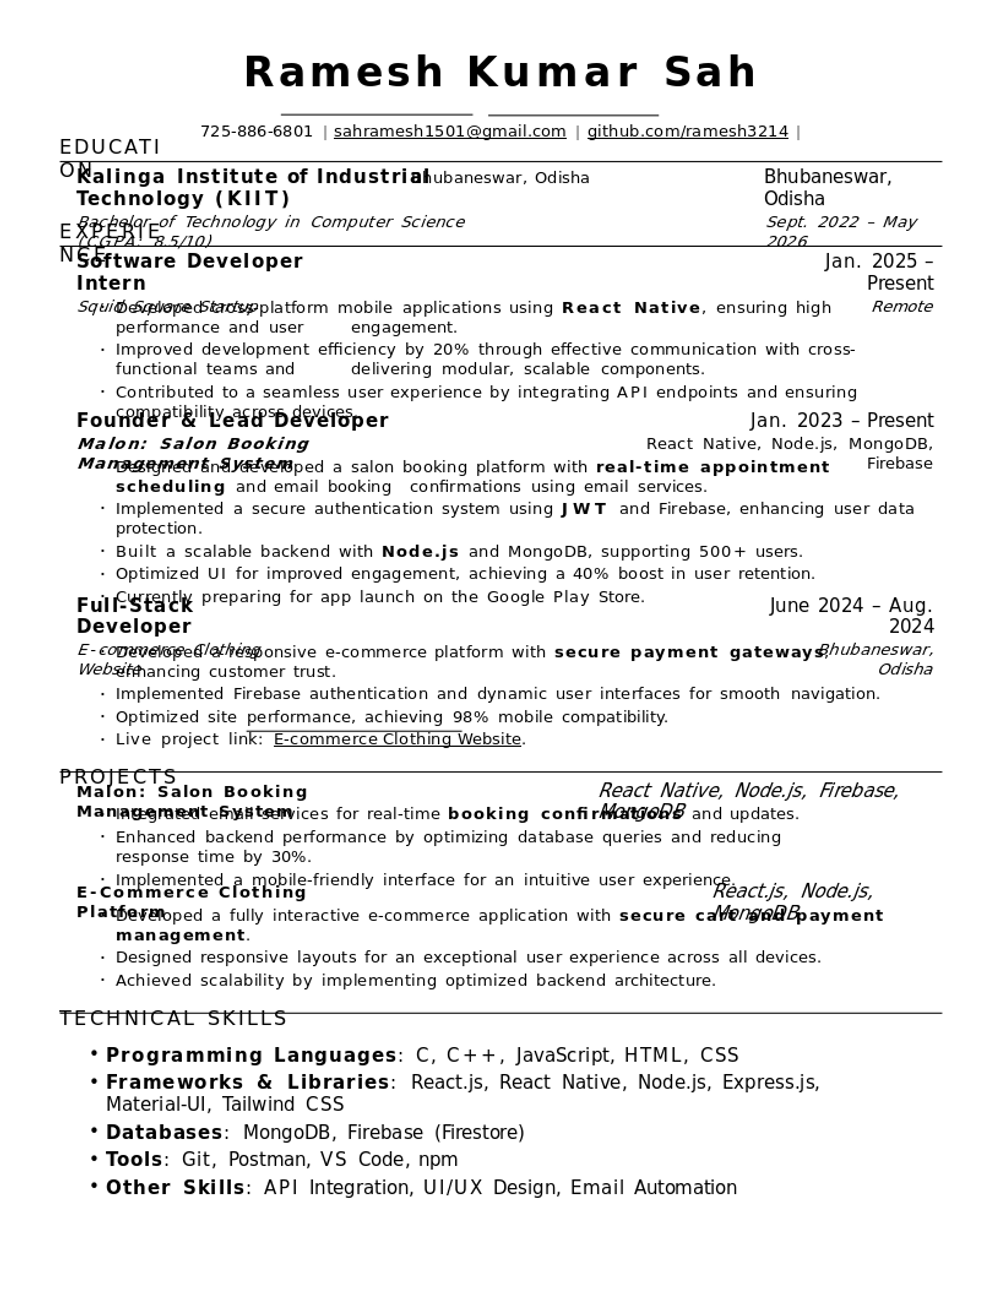 Ramesh Kumar Sah
725-886-6801 | sahramesh1501@gmail.com | github.com/ramesh3214 |
EDUCATI
ON
Kalinga Institute of Industrial Bhubaneswar, Odisha Bhubaneswar,
Technology (KIIT) Odisha
Bachelor of Technology in Computer Science Sept. 2022 – May
(CGPA: 8.5/10) 2026
EXPERIE
NCE
Software Developer Jan. 2025 –
Intern Present
Squid Square Startup Remote
· Developed cross-platform mobile applications using React Native, ensuring high
performance and user engagement.
· Improved development efficiency by 20% through effective communication with cross-
functional teams and delivering modular, scalable components.
· Contributed to a seamless user experience by integrating API endpoints and ensuring
compatibility across devices.
Founder & Lead Developer Jan. 2023 – Present
Malon: Salon Booking React Native, Node.js, MongoDB,
Management System Firebase
· Designed and developed a salon booking platform with real-time appointment
scheduling and email booking confirmations using email services.
· Implemented a secure authentication system using JWT and Firebase, enhancing user data
protection.
· Built a scalable backend with Node.js and MongoDB, supporting 500+ users.
· Optimized UI for improved engagement, achieving a 40% boost in user retention.
· Currently preparing for app launch on the Google Play Store.
Full-Stack June 2024 – Aug.
Developer 2024
E-commerce Clothing Bhubaneswar,
Website Odisha
· Developed a responsive e-commerce platform with secure payment gateways,
enhancing customer trust.
· Implemented Firebase authentication and dynamic user interfaces for smooth navigation.
· Optimized site performance, achieving 98% mobile compatibility.
· Live project link: E-commerce Clothing Website.
PROJECTS
Malon: Salon Booking React Native, Node.js, Firebase,
Management System MongoDB
· Integrated email services for real-time booking confirmations and updates.
· Enhanced backend performance by optimizing database queries and reducing
response time by 30%.
· Implemented a mobile-friendly interface for an intuitive user experience.
E-Commerce Clothing React.js, Node.js,
Platform MongoDB
· Developed a fully interactive e-commerce application with secure cart and payment
management.
· Designed responsive layouts for an exceptional user experience across all devices.
· Achieved scalability by implementing optimized backend architecture.
TECHNICAL SKILLS
• Programming Languages: C, C++, JavaScript, HTML, CSS
• Frameworks & Libraries: React.js, React Native, Node.js, Express.js,
Material-UI, Tailwind CSS
• Databases: MongoDB, Firebase (Firestore)
• Tools: Git, Postman, VS Code, npm
• Other Skills: API Integration, UI/UX Design, Email Automation